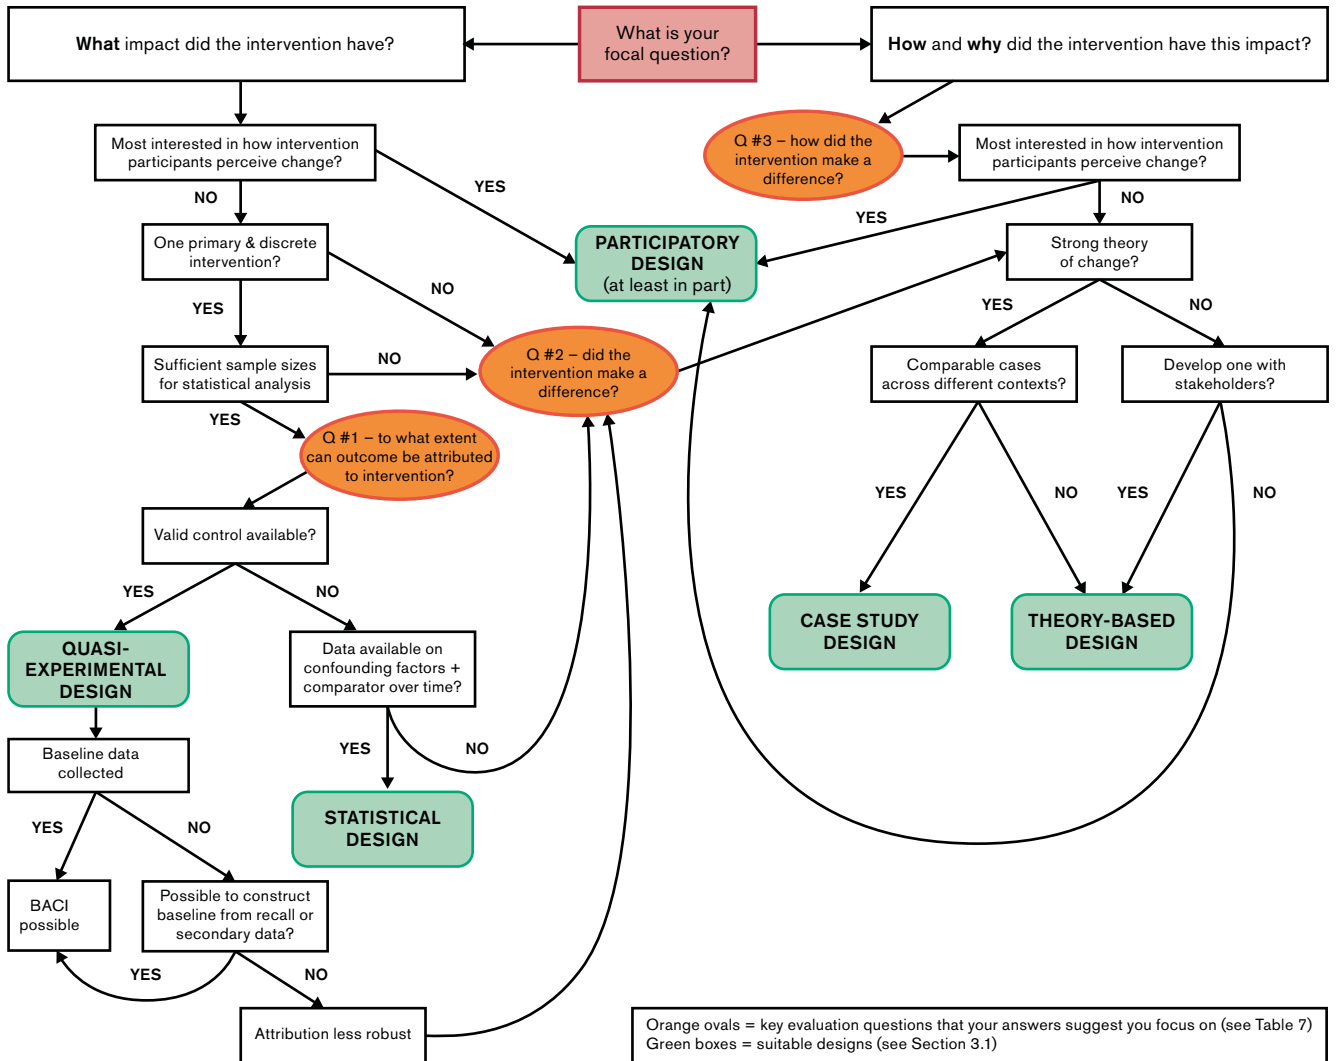 What impact did the intervention have?
What is your
focal question?
How and why did the intervention have this impact?
Most interested in how intervention
participants perceive change?
Q #3 – how did the
intervention make a
difference?
Most interested in how intervention
participants perceive change?
YES
NO
YES
NO
One primary & discrete
intervention?
PARTICIPATORY
DESIGN
(at least in part)
Strong theory
of change?
YES
NO
YES
NO
Sufficient sample sizes
for statistical analysis
NO
Q #2 – did the
intervention make a
difference?
Comparable cases
across different contexts?
Develop one with
stakeholders?
YES
Q #1 – to what extent
can outcome be attributed
to intervention?
YES
NO
YES
NO
Valid control available?
YES
NO
QUASI-
EXPERIMENTAL
DESIGN
Data available on
confounding factors +
comparator over time?
CASE STUDY
DESIGN
THEORY-BASED
DESIGN
YES
NO
Baseline data
collected
STATISTICAL
DESIGN
YES
NO
BACI
possible
Possible to construct
baseline from recall or
secondary data?
YES
NO
Attribution less robust
Orange ovals = key evaluation questions that your answers suggest you focus on (see Table 7)
Green boxes = suitable designs (see Section 3.1)